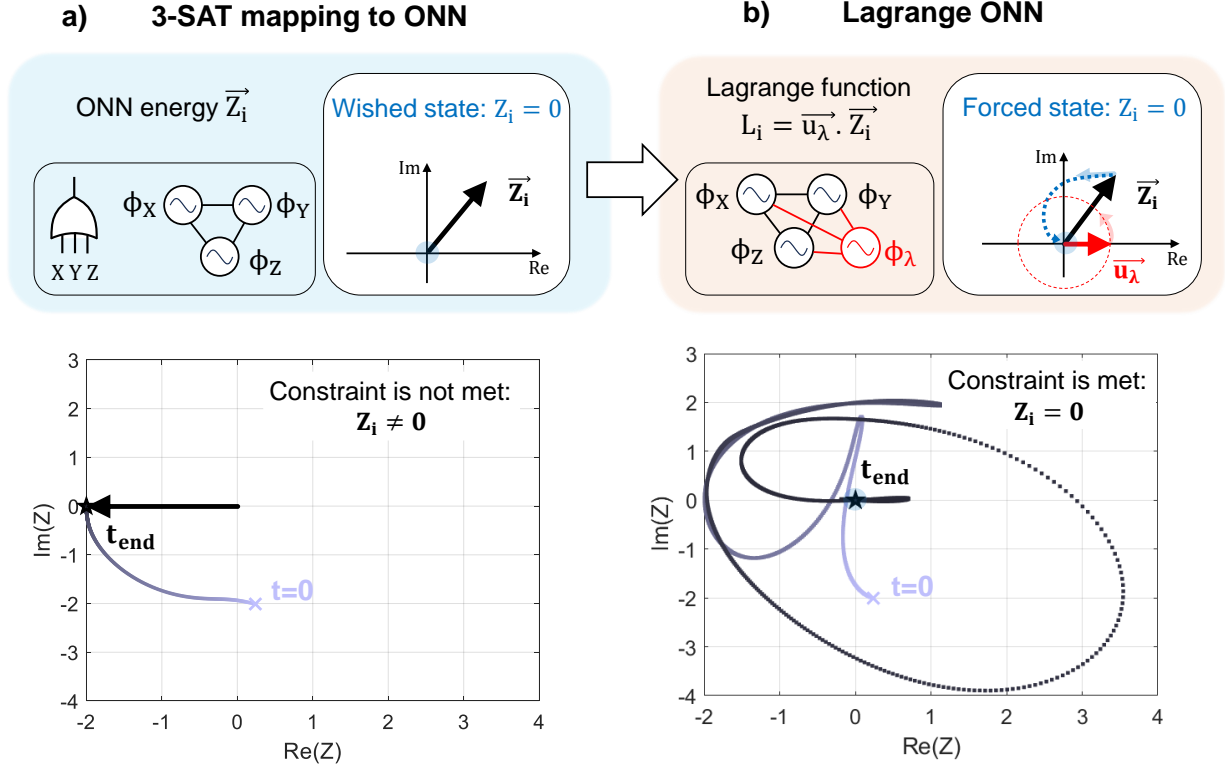 a) 3-SAT mapping to ONN
ONN energy Z⃗ᵢ
Wished state: Zᵢ = 0
Im
Z⃗ᵢ
Re
X Y Z
ϕX
ϕY
ϕZ
b) Lagrange ONN
Lagrange function
Lᵢ = u⃗λ . Z⃗ᵢ
Forced state: Zᵢ = 0
Im
Z⃗ᵢ
Re
u⃗λ
ϕX
ϕY
ϕZ
ϕλ
3
2
1
0
-1
-2
-3
-4
Im(Z)
Constraint is not met:
Zᵢ ≠ 0
tend
t=0
-2 -1 0 1 2 3 4
Re(Z)
3
2
1
0
-1
-2
-3
-4
Im(Z)
Constraint is met:
Zᵢ = 0
tend
t=0
-2 -1 0 1 2 3 4
Re(Z)